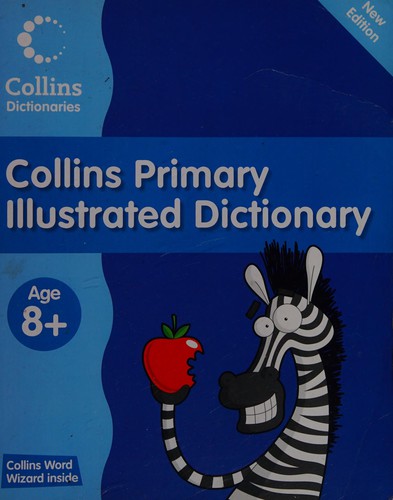 Collins
Dictionaries
New
Edition
Collins Primary
Illustrated Dictionary
Age
8+
Collins Word
Wizard inside